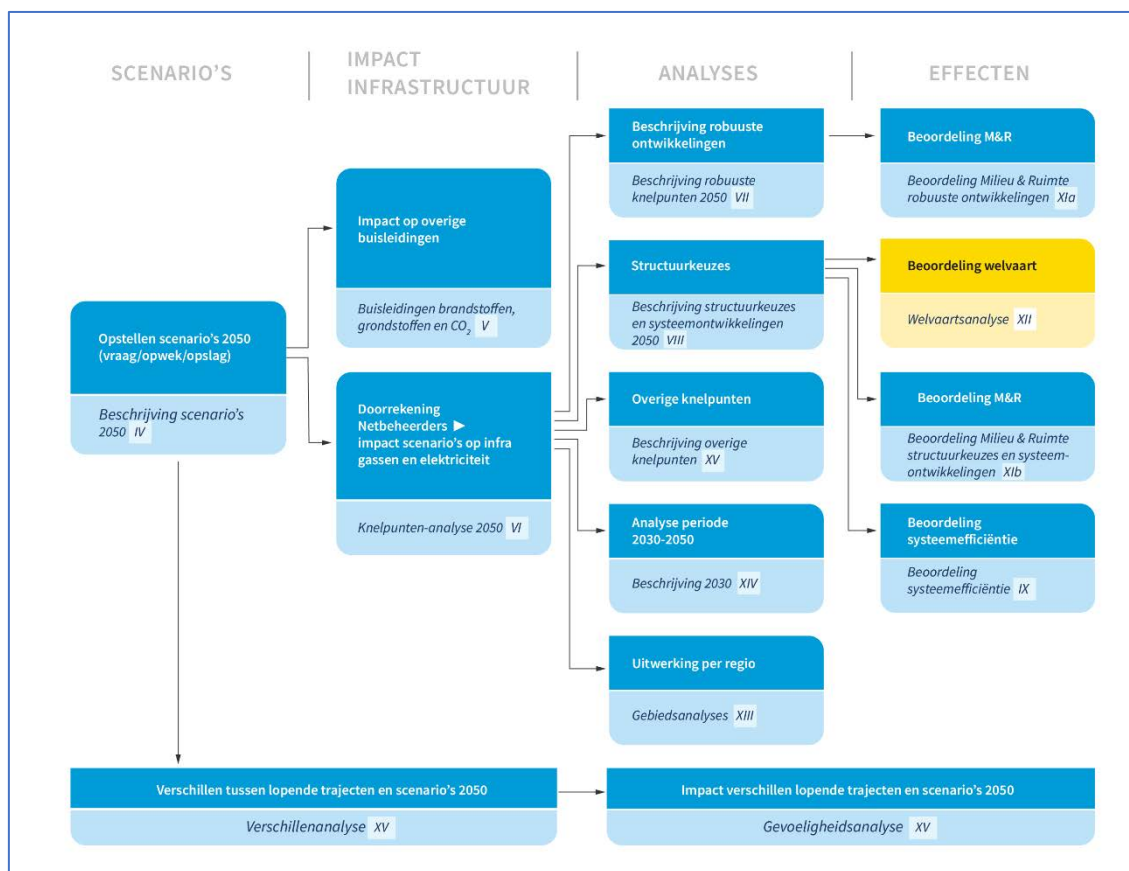 SCENARIO'S
IMPACT
INFRASTRUCTUUR
ANALYSES
EFFECTEN
Opstellen scenario's 2050
(vraag/opwek/opslag)
Beschrijving scenario's
2050 IV
Impact op overige
buisleidingen
Buisleidingen brandstoffen,
grondstoffen en CO₂ V
Doorrekening
Netbeheerders ►
impact scenario's op infra
gassen en elektriciteit
Knelpunten-analyse 2050 VI
Beschrijving robuuste
ontwikkelingen
Beschrijving robuuste
knelpunten 2050 VII
Structuurkeuzes
Beschrijving structuurkeuzes
en systeemontwikkelingen
2050 VIII
Overige knelpunten
Beschrijving overige
knelpunten XV
Analyse periode
2030-2050
Beschrijving 2030 XIV
Uitwerking per regio
Gebiedsanalyses XIII
Beoordeling M&R
Beoordeling Milieu & Ruimte
robuuste ontwikkelingen XIa
Beoordeling welvaart
Welvaartsanalyse XII
Beoordeling M&R
Beoordeling Milieu & Ruimte
structuurkeuzes en systeem-
ontwikkelingen XIb
Beoordeling
systeemefficiëntie
Beoordeling
systeemefficiëntie IX
Verschillen tussen lopende trajecten en scenario's 2050
Verschillenanalyse XV
Impact verschillen lopende trajecten en scenario's 2050
Gevoeligheidsanalyse XV